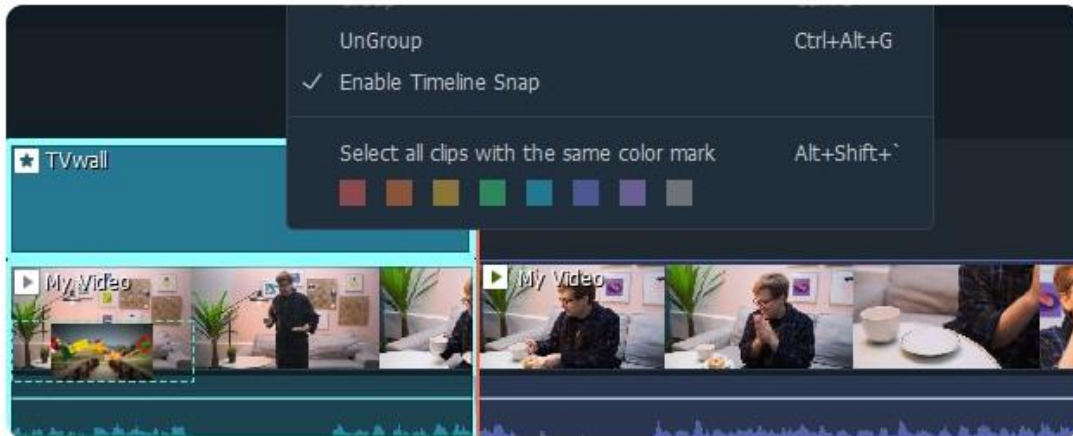 UnGroup Ctrl+Alt+G
✓ Enable Timeline Snap
Select all clips with the same color mark Alt+Shift+`
TVwall
My Video
My Video